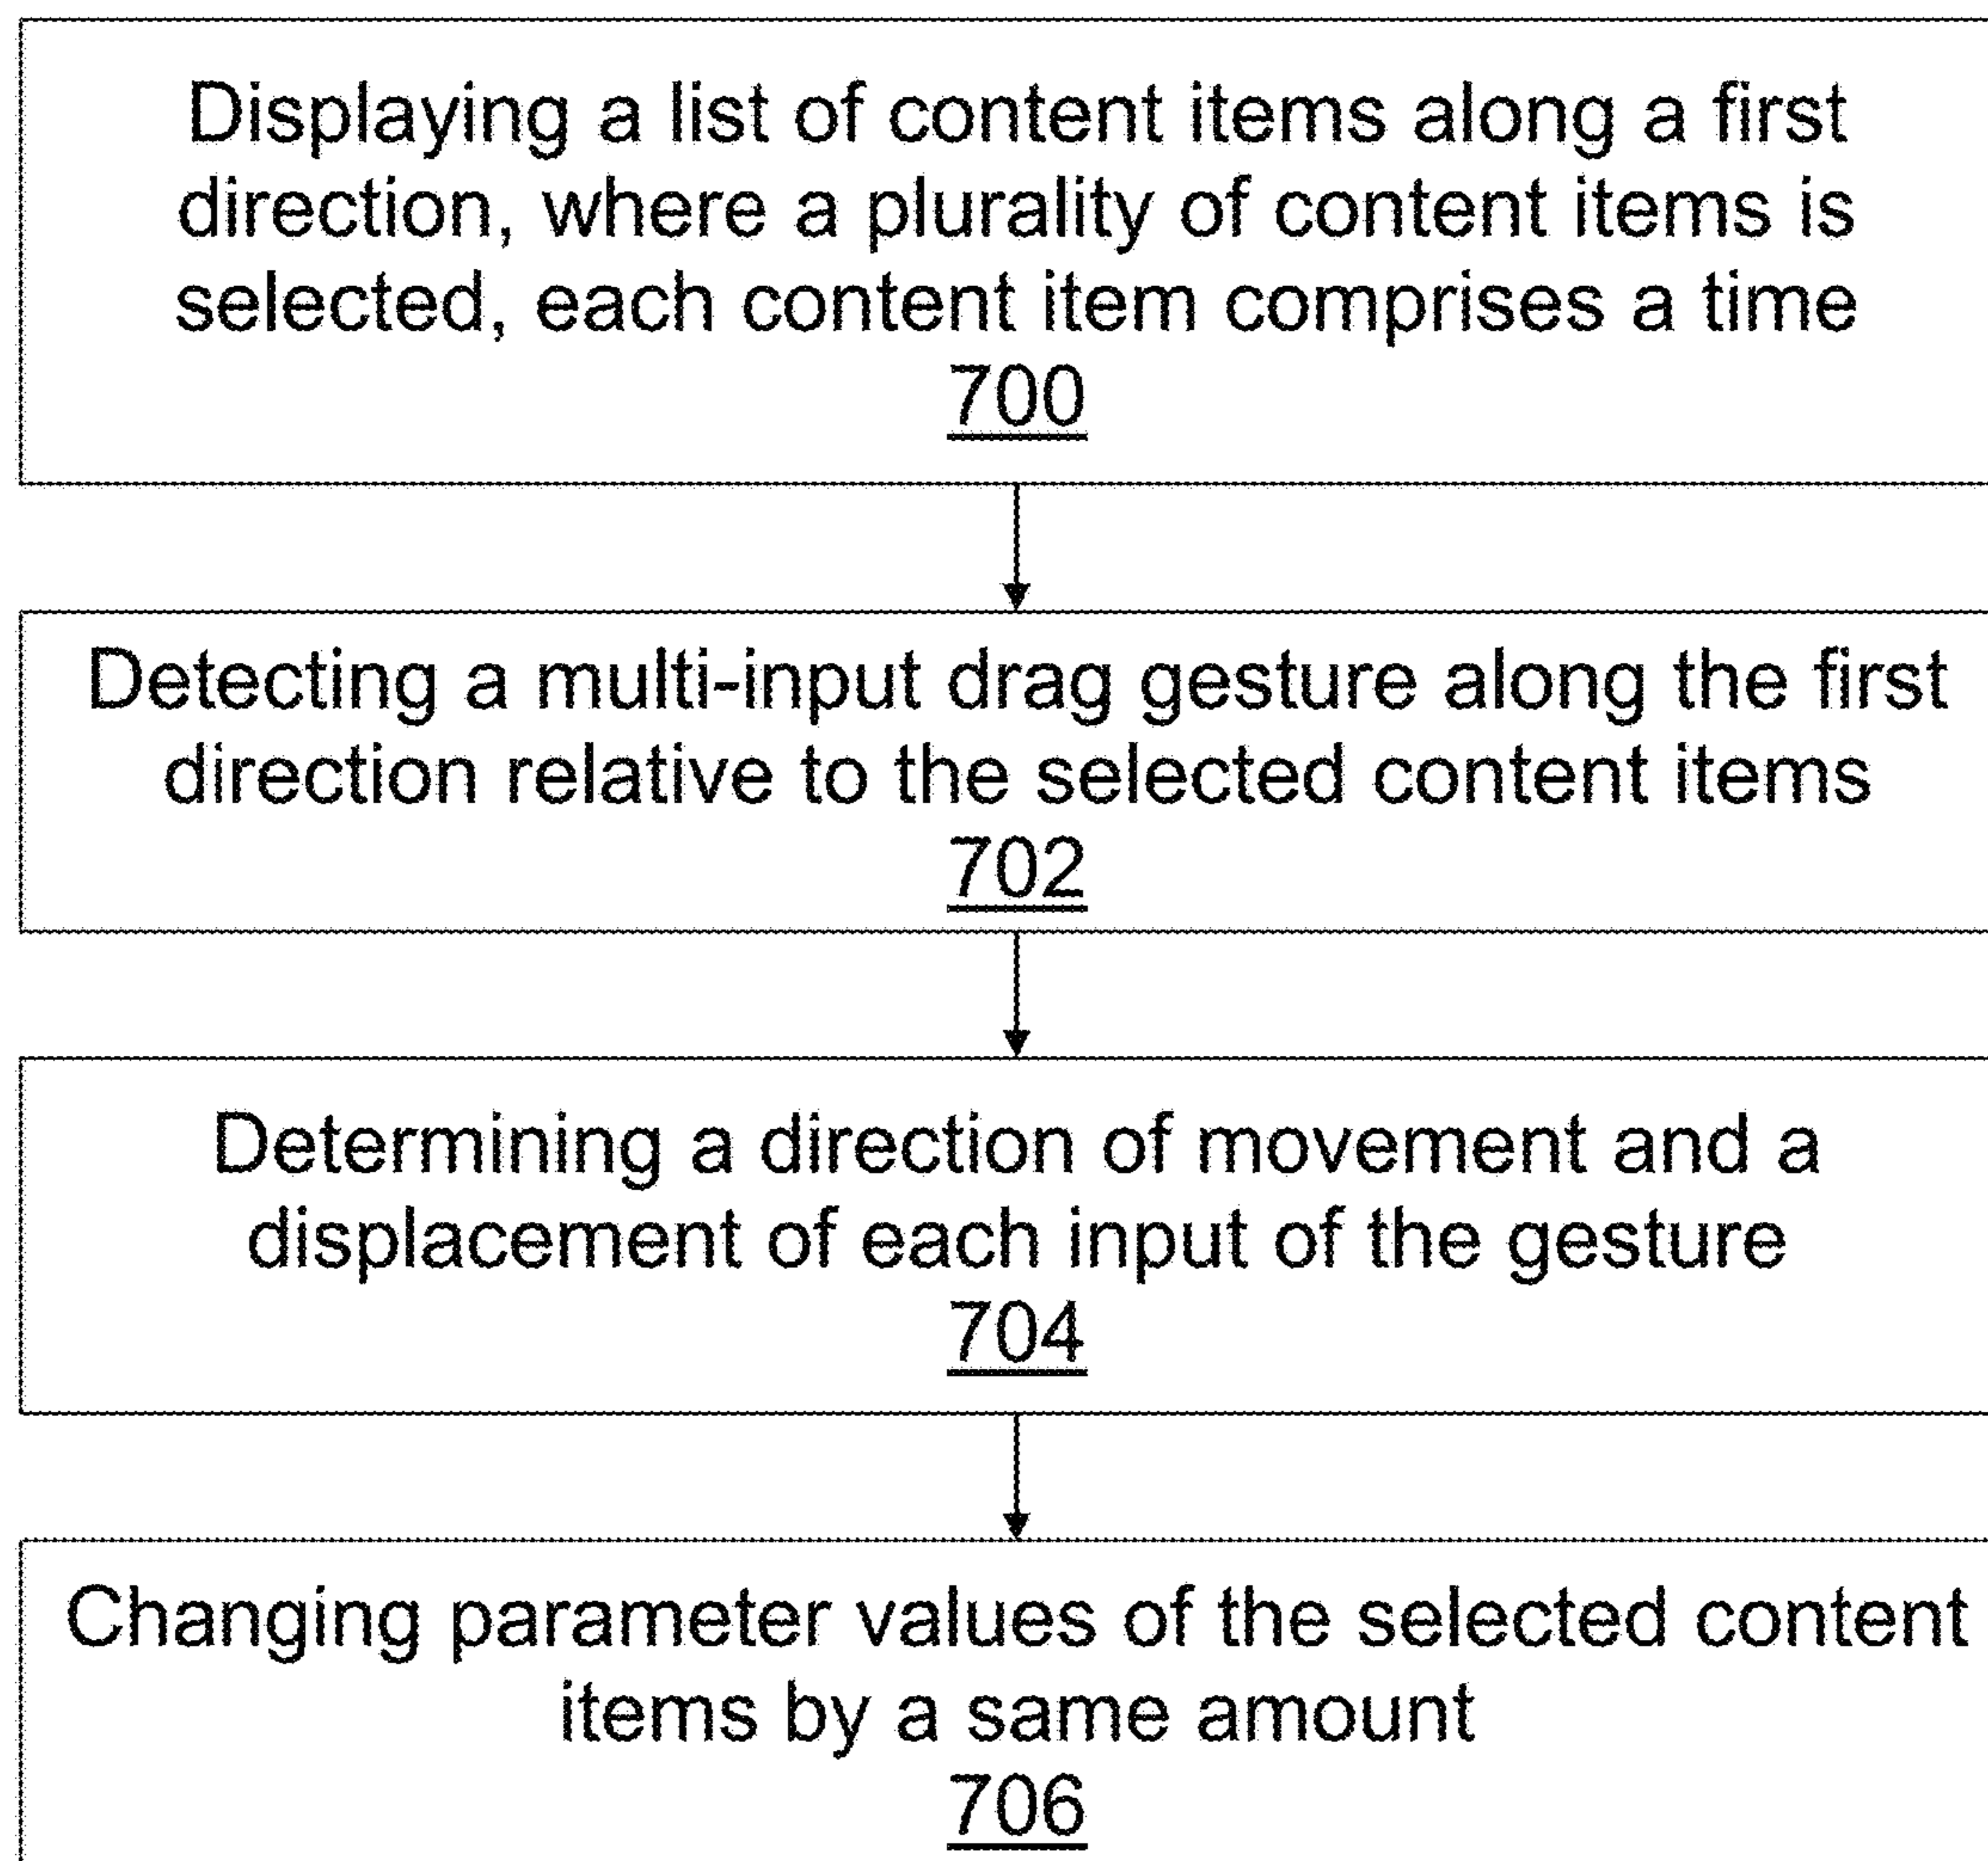 Displaying a list of content items along a first
direction, where a plurality of content items is
selected, each content item comprises a time
700
Detecting a multi-input drag gesture along the first
direction relative to the selected content items
702
Determining a direction of movement and a
displacement of each input of the gesture
704
Changing parameter values of the selected content
items by a same amount
706